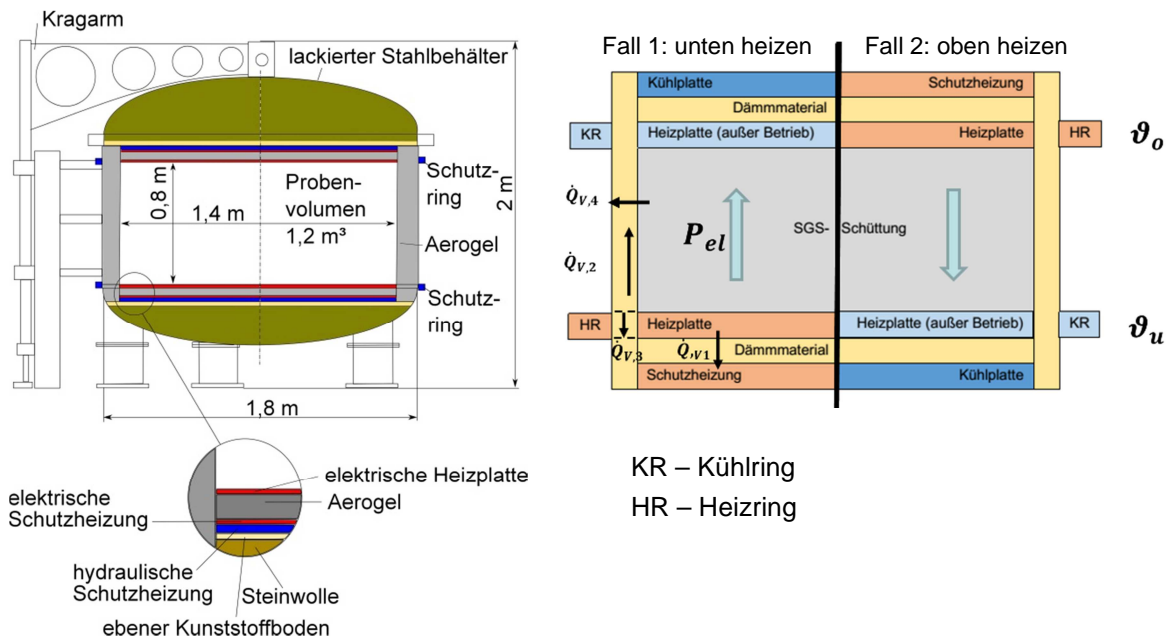 Kragarm
lackierter Stahlbehälter
0,8 m
1,4 m
Proben-
volumen
1,2 m³
Schutz-
ring
2 m
Aerogel
Schutz-
ring
1,8 m
elektrische Heizplatte
elektrische
Schutzheizung
Aerogel
hydraulische
Schutzheizung
Steinwolle
ebener Kunststoffboden
Fall 1: unten heizen
Fall 2: oben heizen
Kühlplatte
Schutzheizung
Dämmmaterial
KR
Heizplatte (außer Betrieb)
Heizplatte
HR
ϑo
Q̇V,4
Pel
SGS-
Schüttung
Q̇V,2
HR
Heizplatte
Heizplatte (außer Betrieb)
KR
ϑu
Q̇V,3
Q̇,V1
Dämmmaterial
Schutzheizung
Kühlplatte
KR – Kühlring
HR – Heizring